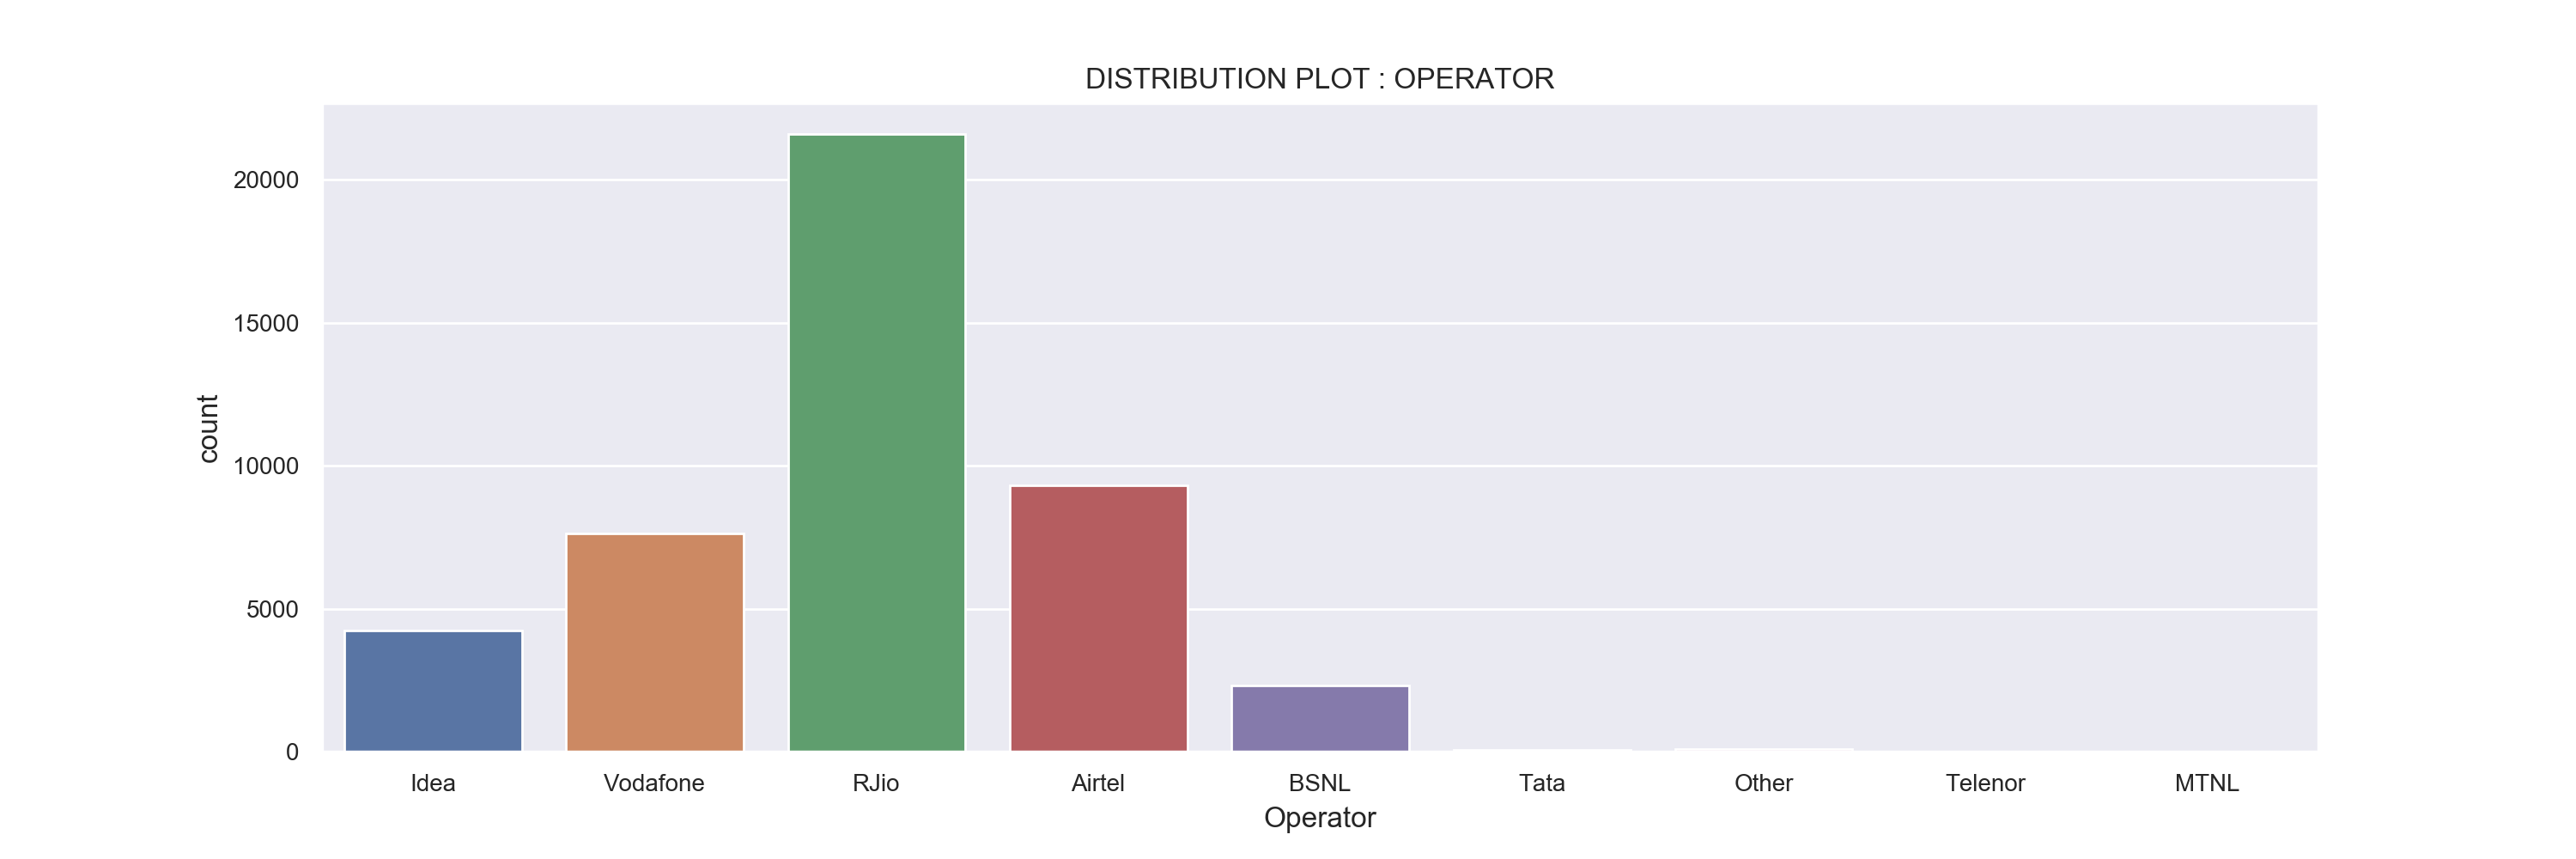 DISTRIBUTION PLOT : OPERATOR
20000
15000
10000
5000
0
count
Idea Vodafone RJio Airtel BSNL Tata Other Telenor MTNL
Operator